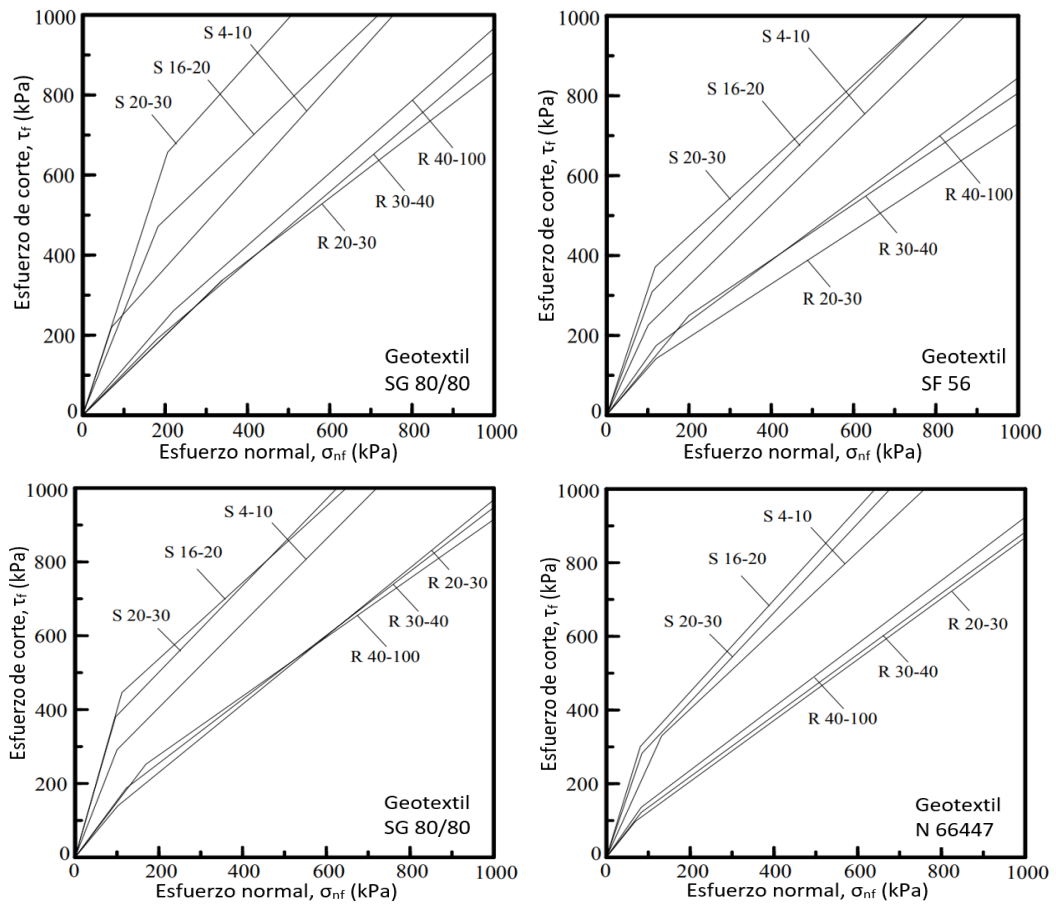 1000
800
600
400
200
0
Esfuerzo de corte, τf (kPa)
S 4-10
S 16-20
S 20-30
R 40-100
R 30-40
R 20-30
Geotextil
SG 80/80
0 200 400 600 800 1000
Esfuerzo normal, σnf (kPa)
1000
800
600
400
200
0
Esfuerzo de corte, τf (kPa)
S 4-10
S 16-20
S 20-30
R 40-100
R 30-40
R 20-30
Geotextil
SF 56
0 200 400 600 800 1000
Esfuerzo normal, σnf (kPa)
1000
800
600
400
200
0
Esfuerzo de corte, τf (kPa)
S 4-10
S 16-20
S 20-30
R 20-30
R 30-40
R 40-100
Geotextil
SG 80/80
0 200 400 600 800 1000
Esfuerzo normal, σnf (kPa)
1000
800
600
400
200
0
Esfuerzo de corte, τf (kPa)
S 4-10
S 16-20
S 20-30
R 20-30
R 30-40
R 40-100
Geotextil
N 66447
0 200 400 600 800 1000
Esfuerzo normal, σnf (kPa)